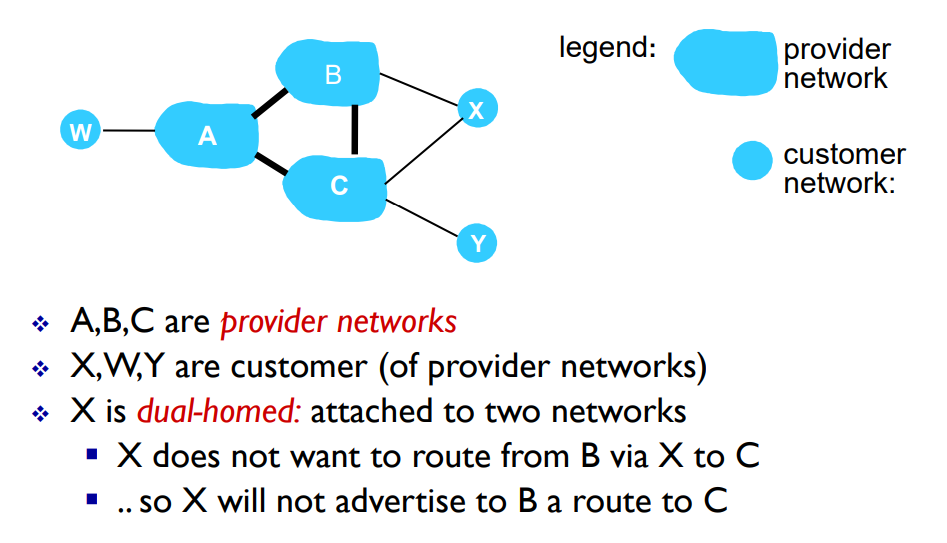 legend:
provider
network
B
X
W
A
customer
network:
C
Y
A,B,C are provider networks
X,W,Y are customer (of provider networks)
X is dual-homed: attached to two networks
X does not want to route from B via X to C
.. so X will not advertise to B a route to C